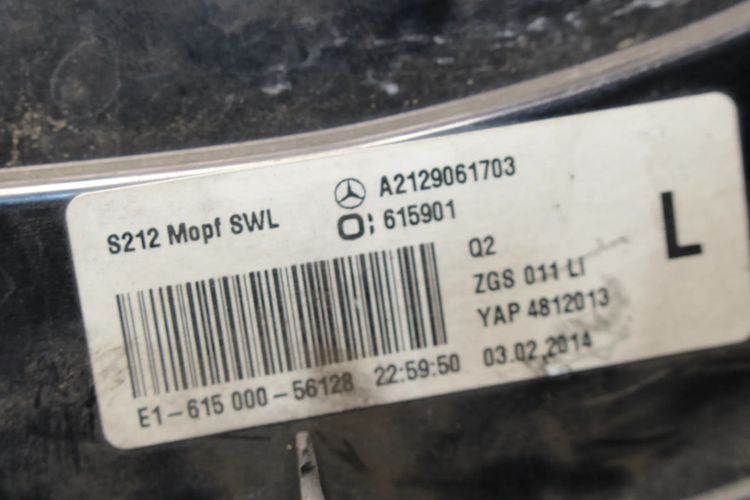 S212 Mopf SWL
A2129061703
O: 615901
L
Q2
ZGS 011 LI
YAP 4812013
E1-615 000-56128 22:59:50 03.02.2014